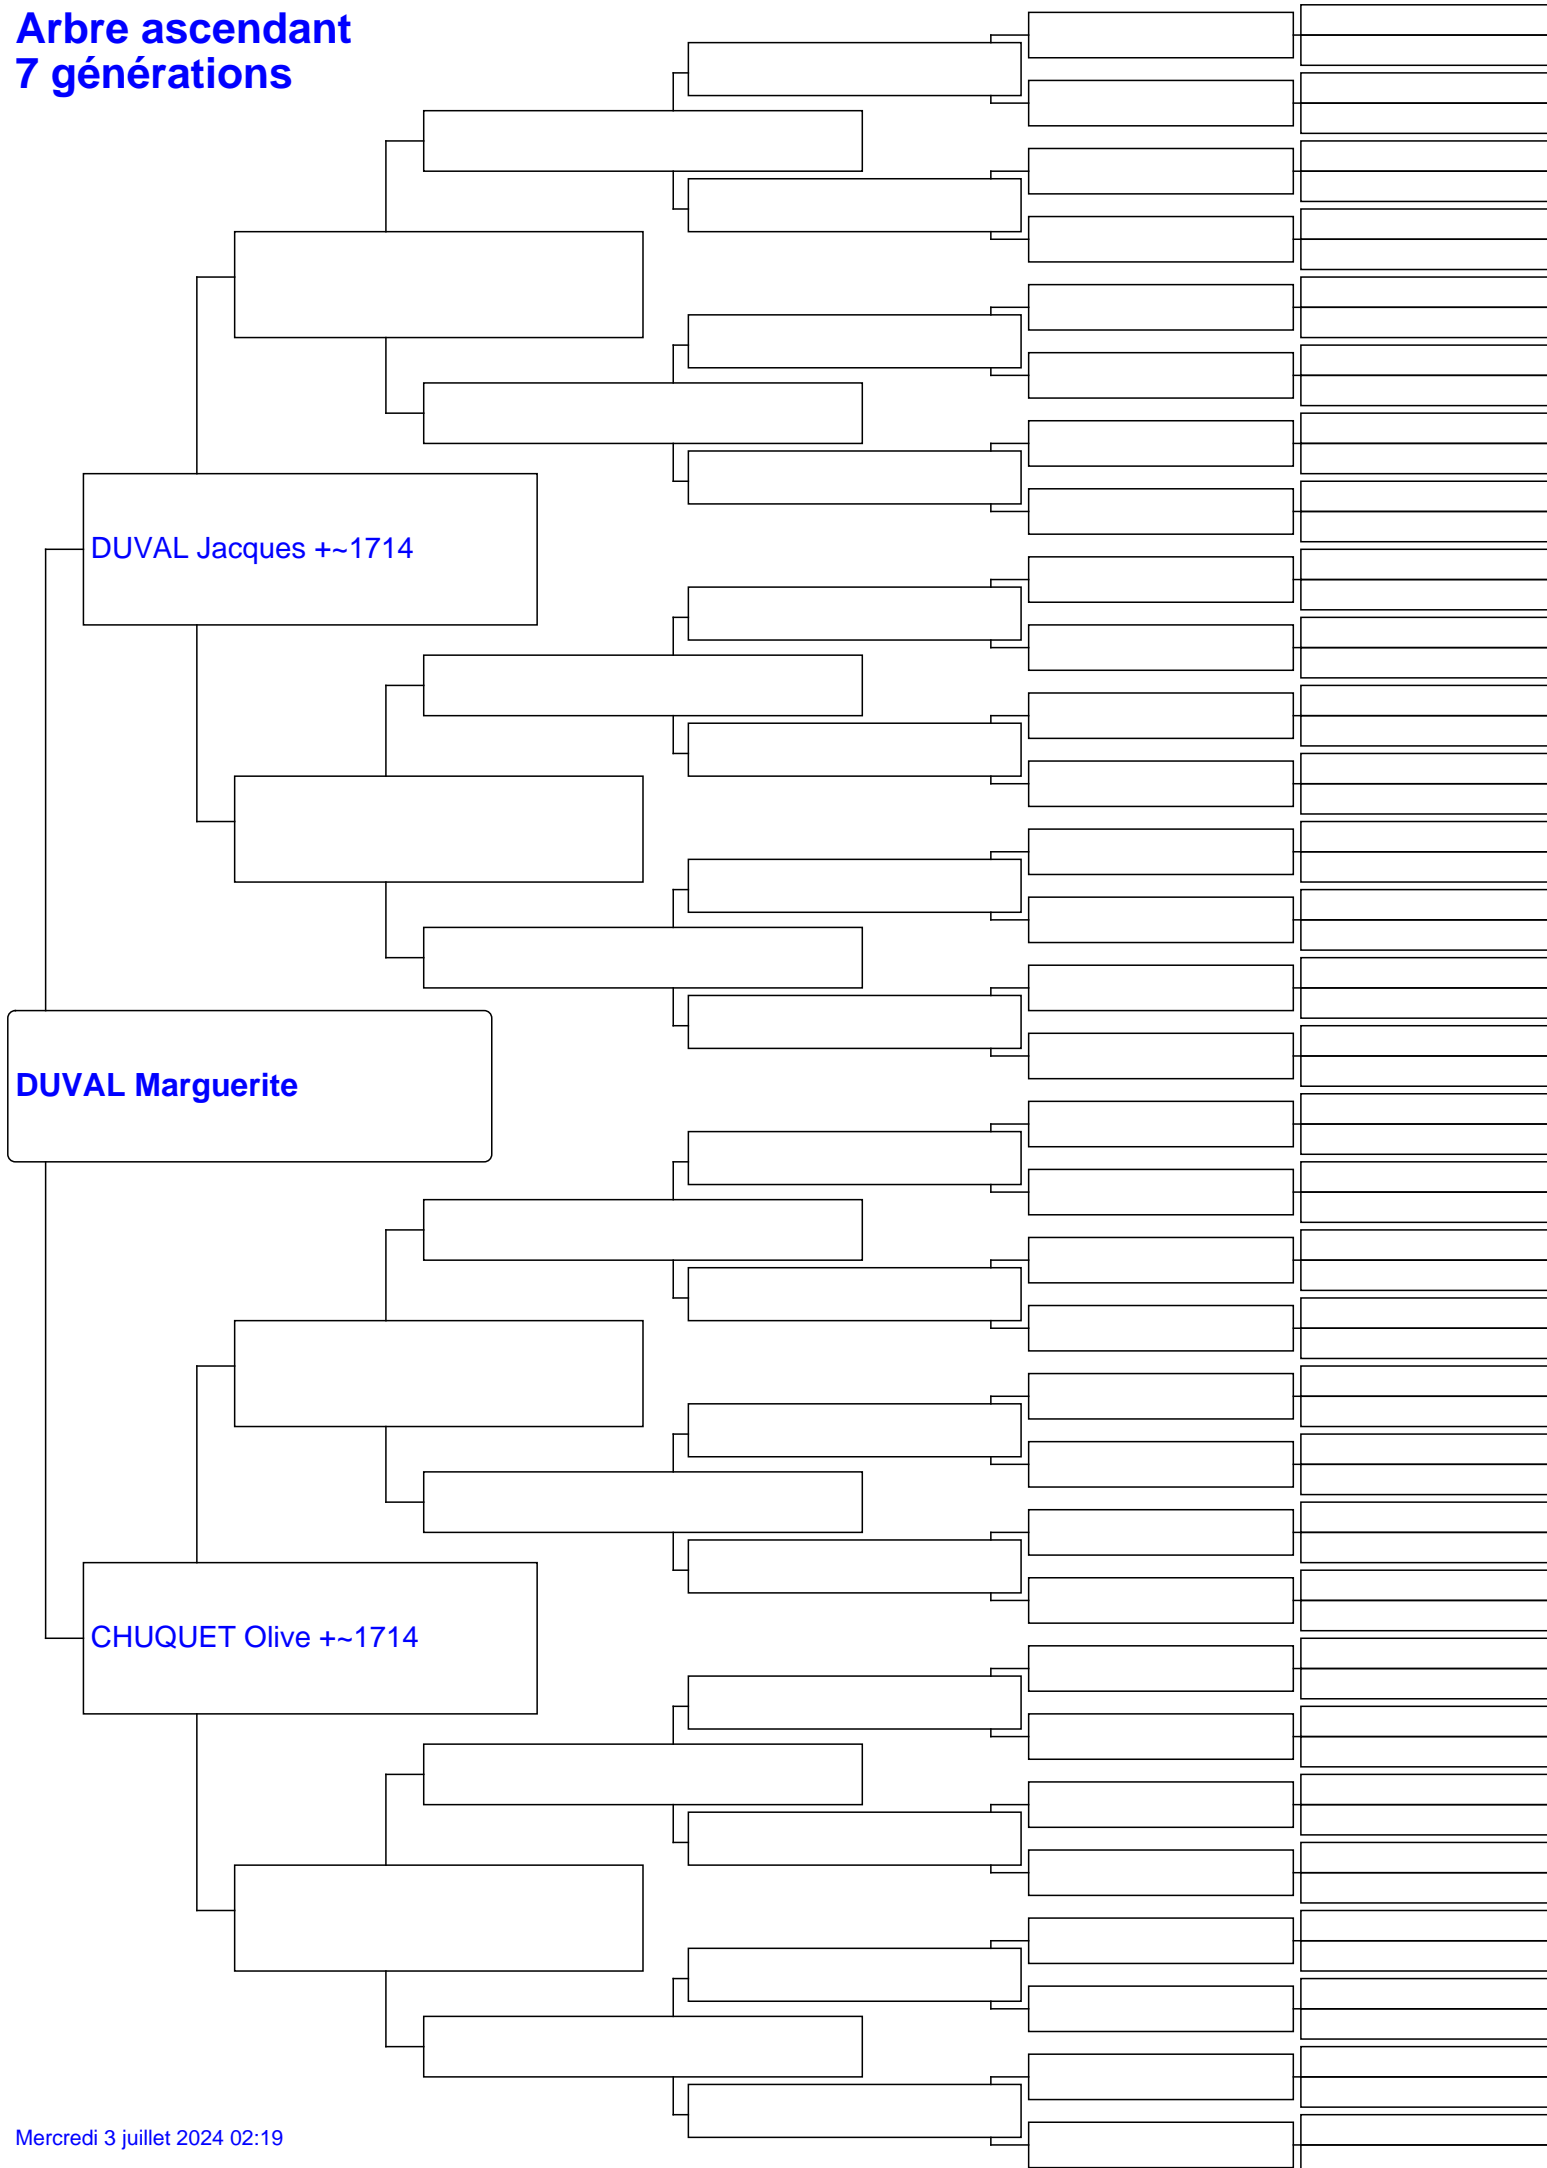 Arbre ascendant
7 générations
DUVAL Jacques +~1714
DUVAL Marguerite
CHUQUET Olive +~1714
Mercredi 3 juillet 2024 02:19